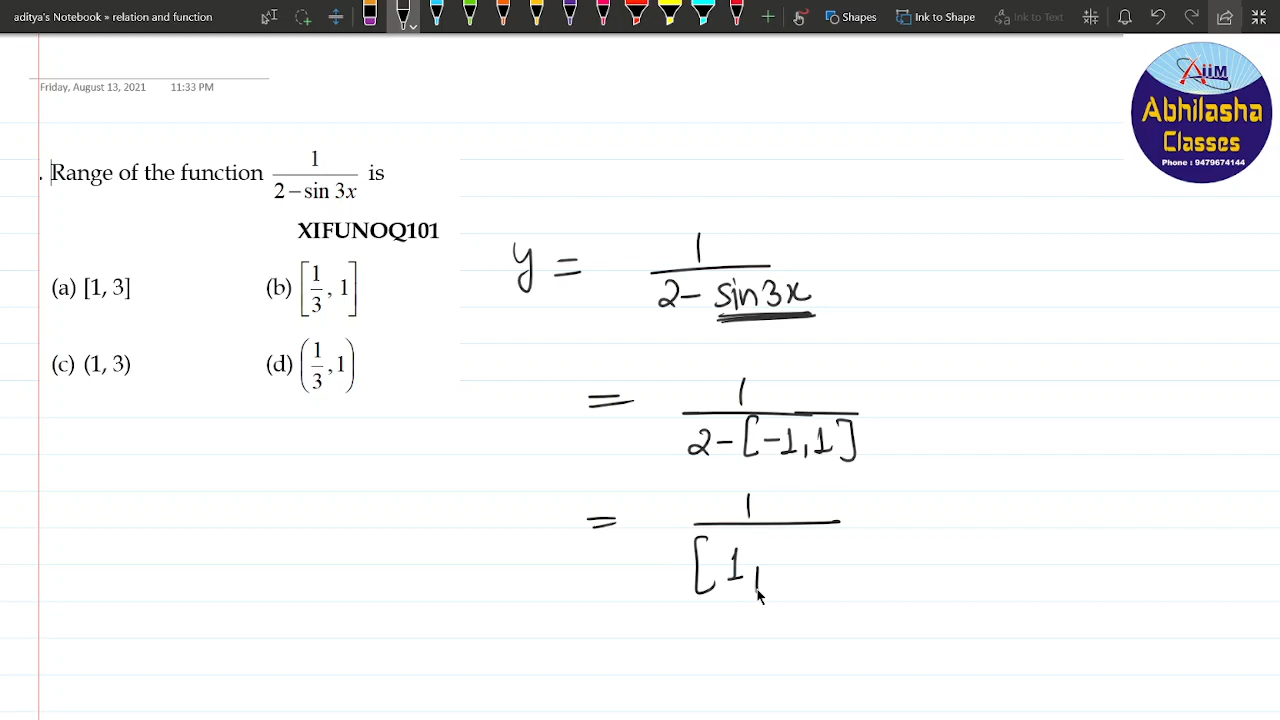 aditya's Notebook » relation and function
Shapes
Ink to Shape
Ink to Text
Friday, August 13, 2021 11:33 PM
AIIM
Abhilasha
Classes
Phone : 9479674144
. Range of the function 1/(2 − sin 3x) is
XIFUNOQ101
(a) [1, 3] (b) [1/3, 1]
(c) (1, 3) (d) (1/3, 1)
y = 1/(2 − sin3x)
= 1/(2 − [−1, 1])
= 1/[1,